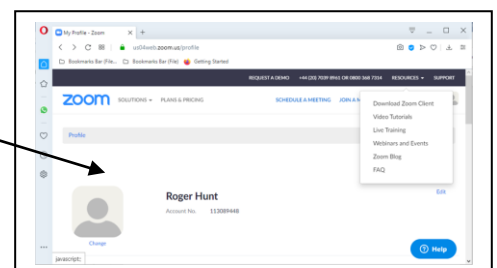 My Profile - Zoom
us04web.zoom.us/profile
Bookmarks Bar (File... Bookmarks Bar (File) Getting Started
REQUEST A DEMO +44 (20) 7039 8961 OR 0800 368 7314 RESOURCES SUPPORT
zoom SOLUTIONS PLANS & PRICING SCHEDULE A MEETING JOIN A M
Download Zoom Client
Video Tutorials
Live Training
Webinars and Events
Zoom Blog
FAQ
Profile
Roger Hunt
Edit
Account No. 113089448
Change
Help
javascript: